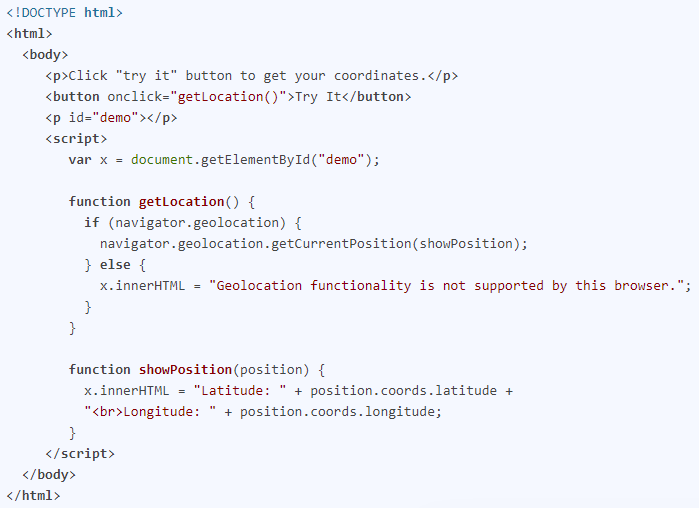 <!DOCTYPE html>
<html>
  <body>
     <p>Click "try it" button to get your coordinates.</p>
     <button onclick="getLocation()">Try It</button>
     <p id="demo"></p>
     <script>
        var x = document.getElementById("demo");

        function getLocation() {
          if (navigator.geolocation) {
            navigator.geolocation.getCurrentPosition(showPosition);
          } else {
            x.innerHTML = "Geolocation functionality is not supported by this browser.";
          }
        }

        function showPosition(position) {
          x.innerHTML = "Latitude: " + position.coords.latitude +
          "<br>Longitude: " + position.coords.longitude;
        }
     </script>
  </body>
</html>